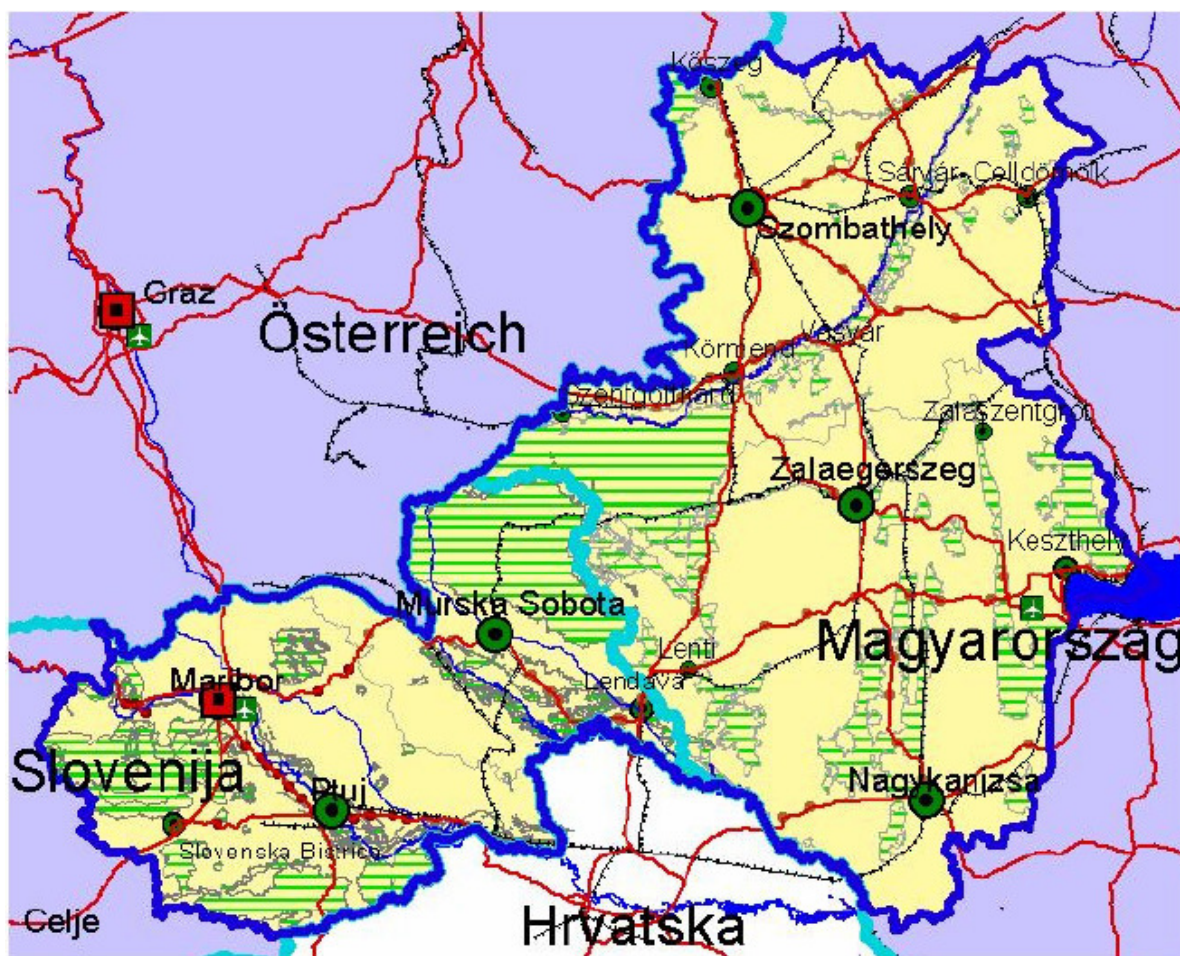 Kőszeg
Sárvár
Celldömölk
Szombathely
Graz
Österreich
Vasvár
Körmend
Szentgotthárd
Zalaszentgrót
Zalaegerszeg
Keszthely
Murska Sobota
Magyarország
Lenti
Maribor
Lendava
Slovenija
Nagykanizsa
Ptuj
Slovenska Bistrica
Celje
Hrvatska